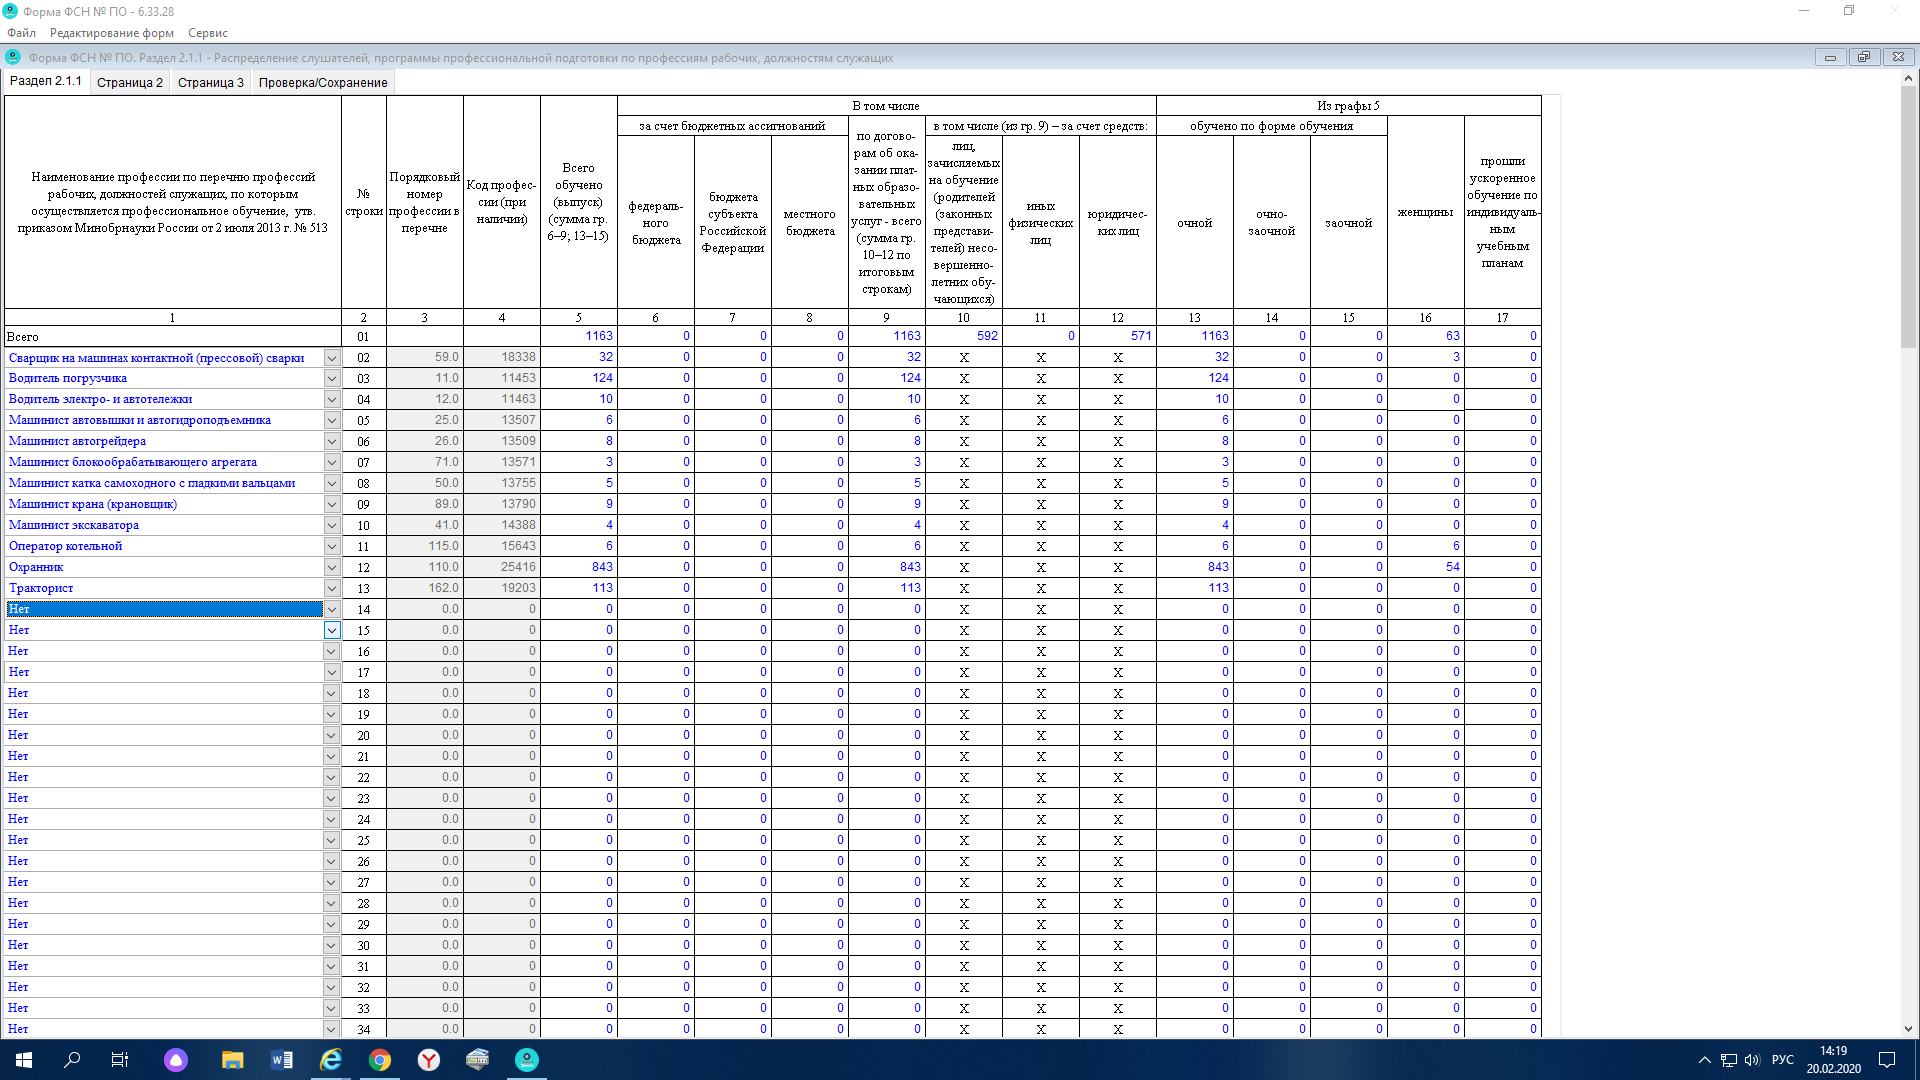 Форма ФСН № ПО - 6.33.28
Файл Редактирование форм Сервис
Форма ФСН № ПО. Раздел 2.1.1 - Распределение слушателей, программы профессиональной подготовки по профессиям рабочих, должностям служащих
Раздел 2.1.1 Страница 2 Страница 3 Проверка/Сохранение
Наименование профессии по перечню профессий
рабочих, должностей служащих, по которым
осуществляется профессиональное обучение, утв.
приказом Минобрнауки России от 2 июля 2013 г. № 513
№
строки
Порядковый
номер
профессии в
перечне
Код профес-
сии (при
наличии)
Всего
обучено
(выпуск)
(сумма гр.
6–9; 13–15)
В том числе
за счет бюджетных ассигнований
федераль-
ного
бюджета
бюджета
субъекта
Российской
Федерации
местного
бюджета
по догово-
рам об ока-
зании плат-
ных образо-
вательных
услуг - всего
(сумма гр.
10–12 по
итоговым
строкам)
в том числе (из гр. 9) – за счет средств:
лиц,
зачисляемых
на обучение
(родителей
(законных
представи-
телей) несо-
вершенно-
летних обу-
чающихся)
иных
физических
лиц
юридичес-
ких лиц
Из графы 5
обучено по форме обучения
очной
очно-
заочной
заочной
женщины
прошли
ускоренное
обучение по
индивидуаль-
ным
учебным
планам
1 2 3 4 5 6 7 8 9 10 11 12 13 14 15 16 17
Всего 01 1163 0 0 0 1163 592 0 571 1163 0 0 63 0
Сварщик на машинах контактной (прессовой) сварки 02 59.0 18338 32 0 0 0 32 X X X 32 0 0 3 0
Водитель погрузчика 03 11.0 11453 124 0 0 0 124 X X X 124 0 0 0 0
Водитель электро- и автотележки 04 12.0 11463 10 0 0 0 10 X X X 10 0 0 0 0
Машинист автовышки и автогидроподъемника 05 25.0 13507 6 0 0 0 6 X X X 6 0 0 0 0
Машинист автогрейдера 06 26.0 13509 8 0 0 0 8 X X X 8 0 0 0 0
Машинист блокообрабатывающего агрегата 07 71.0 13571 3 0 0 0 3 X X X 3 0 0 0 0
Машинист катка самоходного с гладкими вальцами 08 50.0 13755 5 0 0 0 5 X X X 5 0 0 0 0
Машинист крана (крановщик) 09 89.0 13790 9 0 0 0 9 X X X 9 0 0 0 0
Машинист экскаватора 10 41.0 14388 4 0 0 0 4 X X X 4 0 0 0 0
Оператор котельной 11 115.0 15643 6 0 0 0 6 X X X 6 0 0 6 0
Охранник 12 110.0 25416 843 0 0 0 843 X X X 843 0 0 54 0
Тракторист 13 162.0 19203 113 0 0 0 113 X X X 113 0 0 0 0
Нет 14 0.0 0 0 0 0 0 0 X X X 0 0 0 0 0
Нет 15 0.0 0 0 0 0 0 0 X X X 0 0 0 0 0
Нет 16 0.0 0 0 0 0 0 0 X X X 0 0 0 0 0
Нет 17 0.0 0 0 0 0 0 0 X X X 0 0 0 0 0
Нет 18 0.0 0 0 0 0 0 0 X X X 0 0 0 0 0
Нет 19 0.0 0 0 0 0 0 0 X X X 0 0 0 0 0
Нет 20 0.0 0 0 0 0 0 0 X X X 0 0 0 0 0
Нет 21 0.0 0 0 0 0 0 0 X X X 0 0 0 0 0
Нет 22 0.0 0 0 0 0 0 0 X X X 0 0 0 0 0
Нет 23 0.0 0 0 0 0 0 0 X X X 0 0 0 0 0
Нет 24 0.0 0 0 0 0 0 0 X X X 0 0 0 0 0
Нет 25 0.0 0 0 0 0 0 0 X X X 0 0 0 0 0
Нет 26 0.0 0 0 0 0 0 0 X X X 0 0 0 0 0
Нет 27 0.0 0 0 0 0 0 0 X X X 0 0 0 0 0
Нет 28 0.0 0 0 0 0 0 0 X X X 0 0 0 0 0
Нет 29 0.0 0 0 0 0 0 0 X X X 0 0 0 0 0
Нет 30 0.0 0 0 0 0 0 0 X X X 0 0 0 0 0
Нет 31 0.0 0 0 0 0 0 0 X X X 0 0 0 0 0
Нет 32 0.0 0 0 0 0 0 0 X X X 0 0 0 0 0
Нет 33 0.0 0 0 0 0 0 0 X X X 0 0 0 0 0
Нет 34 0.0 0 0 0 0 0 0 X X X 0 0 0 0 0
РУС
14:19
20.02.2020